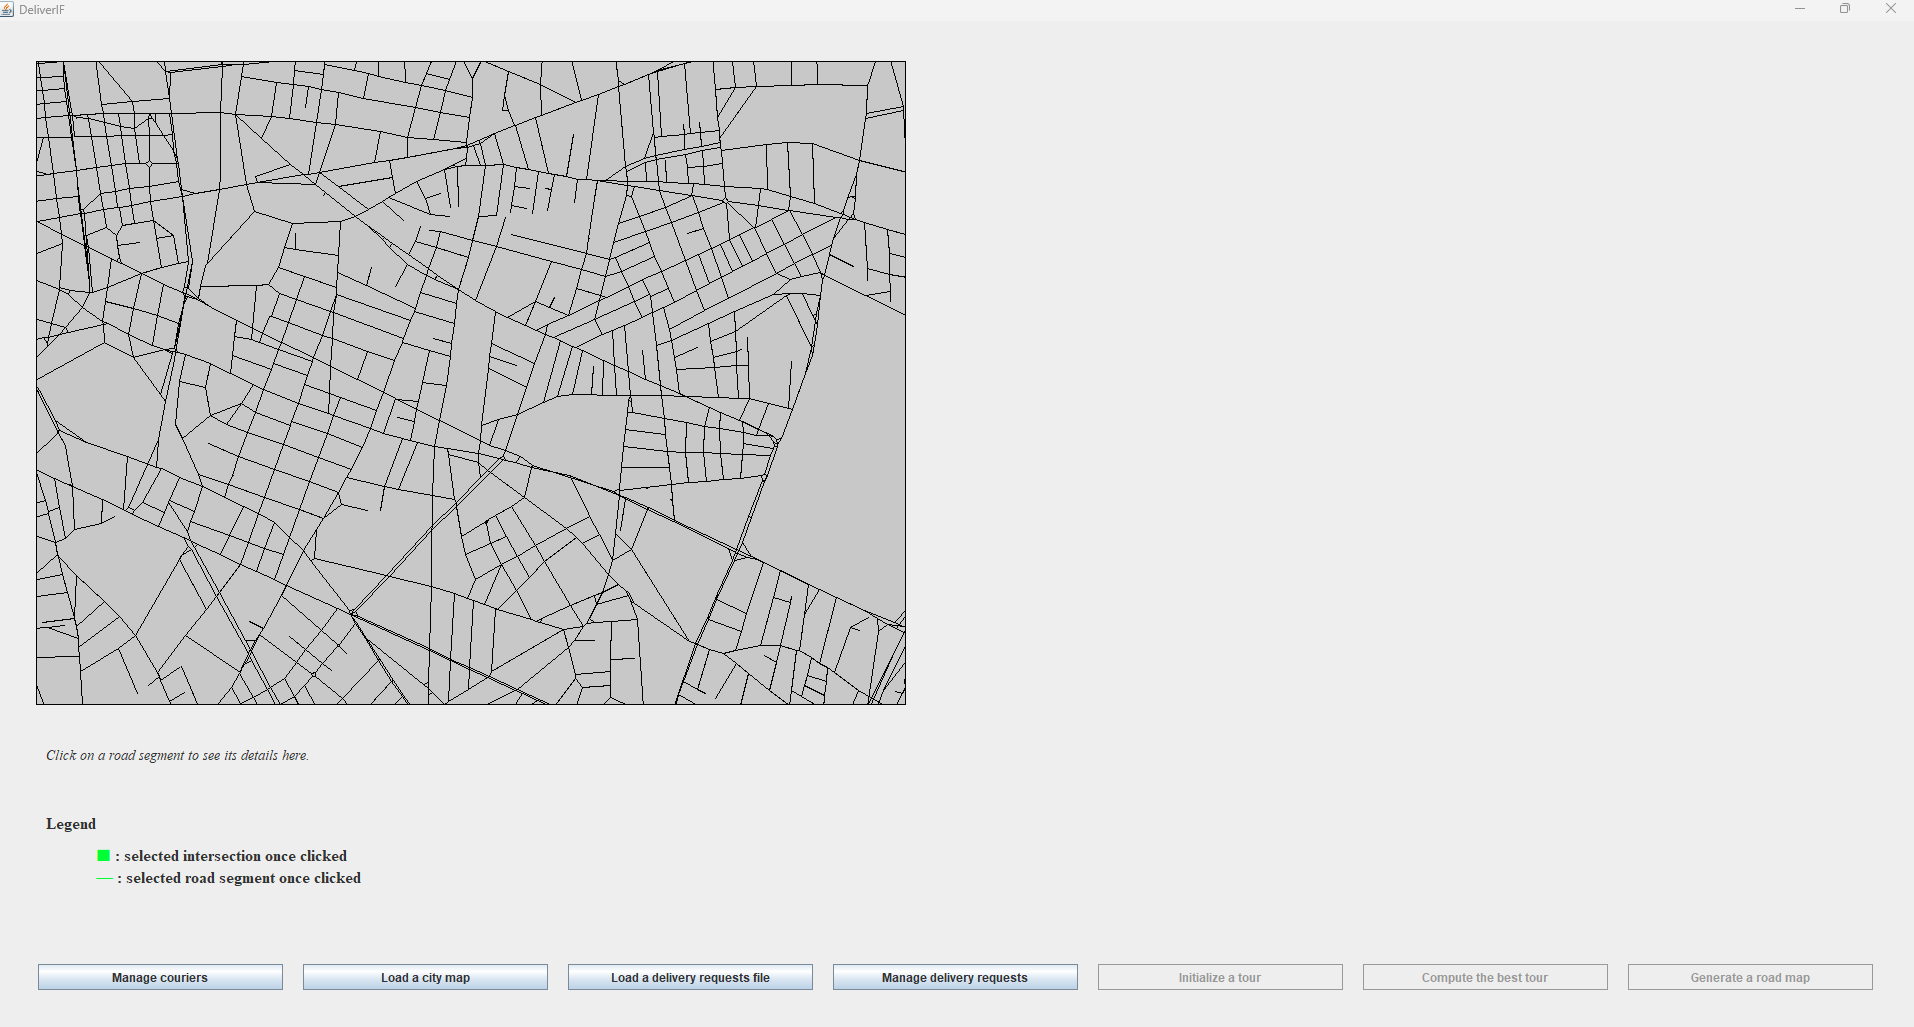 DeliverIF
Click on a road segment to see its details here.
Legend
: selected intersection once clicked
: selected road segment once clicked
Manage couriers
Load a city map
Load a delivery requests file
Manage delivery requests
Initialize a tour
Compute the best tour
Generate a road map